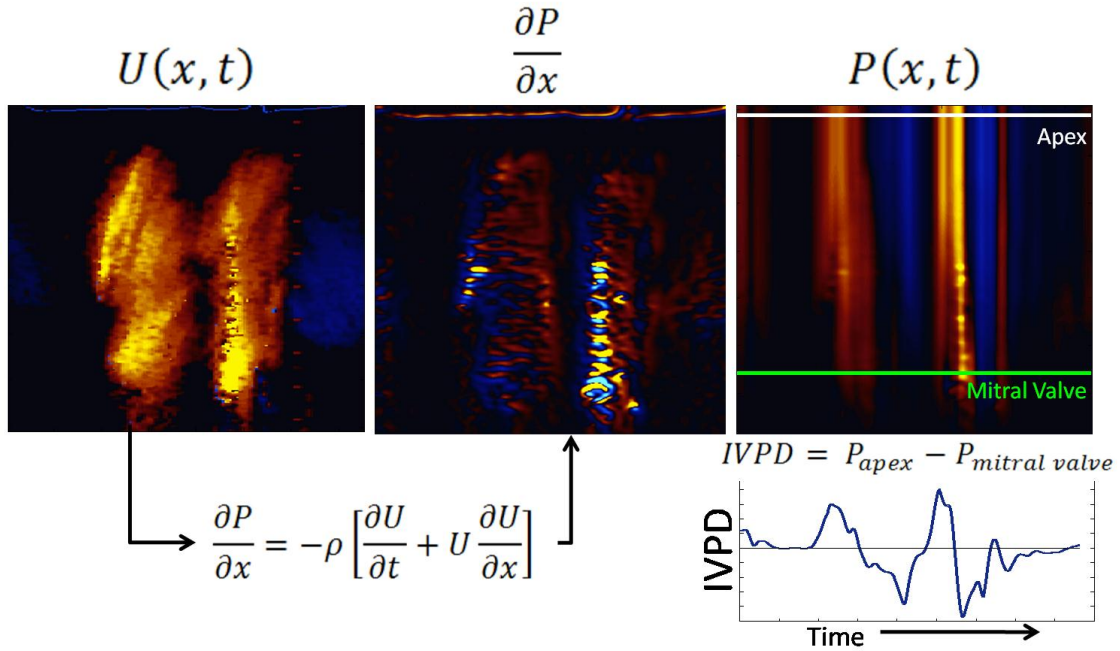 U(x, t)
∂P/∂x
P(x, t)
Apex
Mitral Valve
∂P/∂x = −ρ [∂U/∂t + U ∂U/∂x]
IVPD = P_apex − P_mitral valve
IVPD
Time